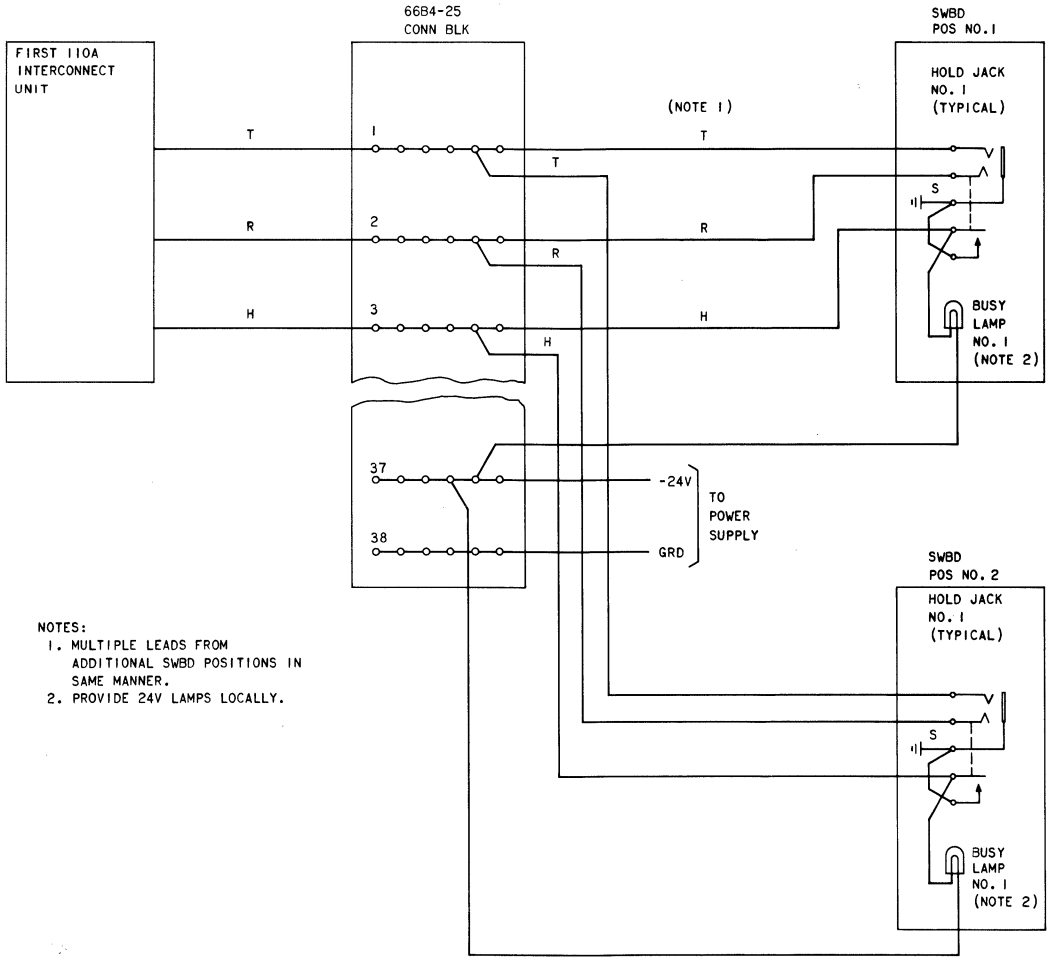 66B4-25
CONN BLK
SWBD
POS NO.1
FIRST 110A
INTERCONNECT
UNIT
HOLD JACK
NO. 1
(TYPICAL)
(NOTE 1)
T
1
T
T
S
R
2
R
R
H
3
H
H
BUSY
LAMP
NO. 1
(NOTE 2)
37
-24V
TO
POWER
SUPPLY
38
GRD
SWBD
POS NO. 2
HOLD JACK
NO. 1
(TYPICAL)
NOTES:
1. MULTIPLE LEADS FROM
ADDITIONAL SWBD POSITIONS IN
SAME MANNER.
2. PROVIDE 24V LAMPS LOCALLY.
S
BUSY
LAMP
NO. 1
(NOTE 2)